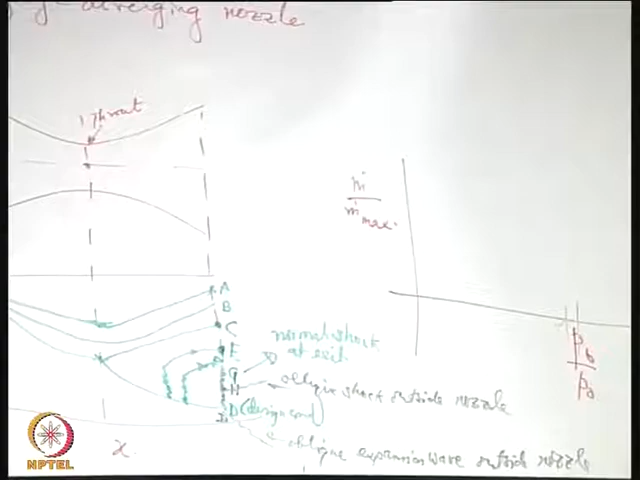 g-diverging nozzle
Throat
ṁ
ṁmax.
A
B
C
normal shock
E
at exit.
G
H
oblique shock outside nozzle
D (design cond)
oblique expansion wave outside nozzle
pb
p0
x
NPTEL